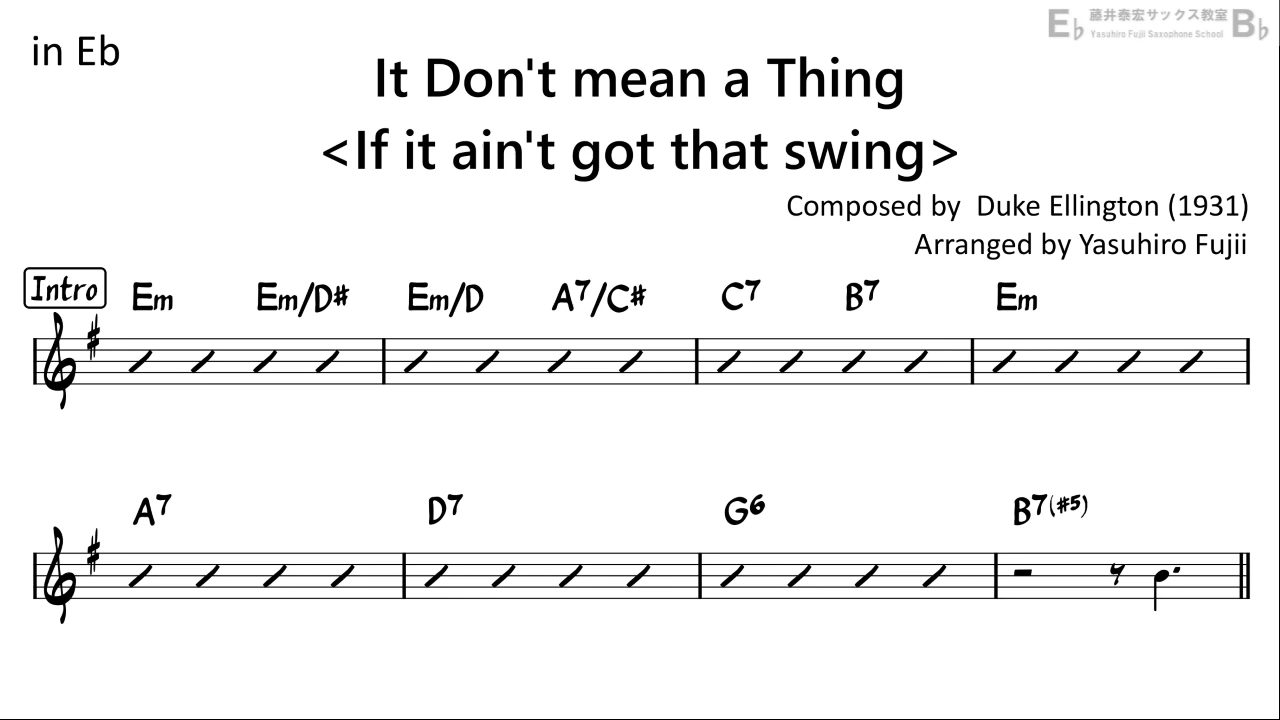 E♭ 藤井泰宏サックス教室 B♭
Yasuhiro Fujii Saxophone School
in Eb
It Don't mean a Thing
<If it ain't got that swing>
Composed by  Duke Ellington (1931)
Arranged by Yasuhiro Fujii
Intro Em Em/D# Em/D A7/C# C7 B7 Em
A7 D7 G6 B7(#5)